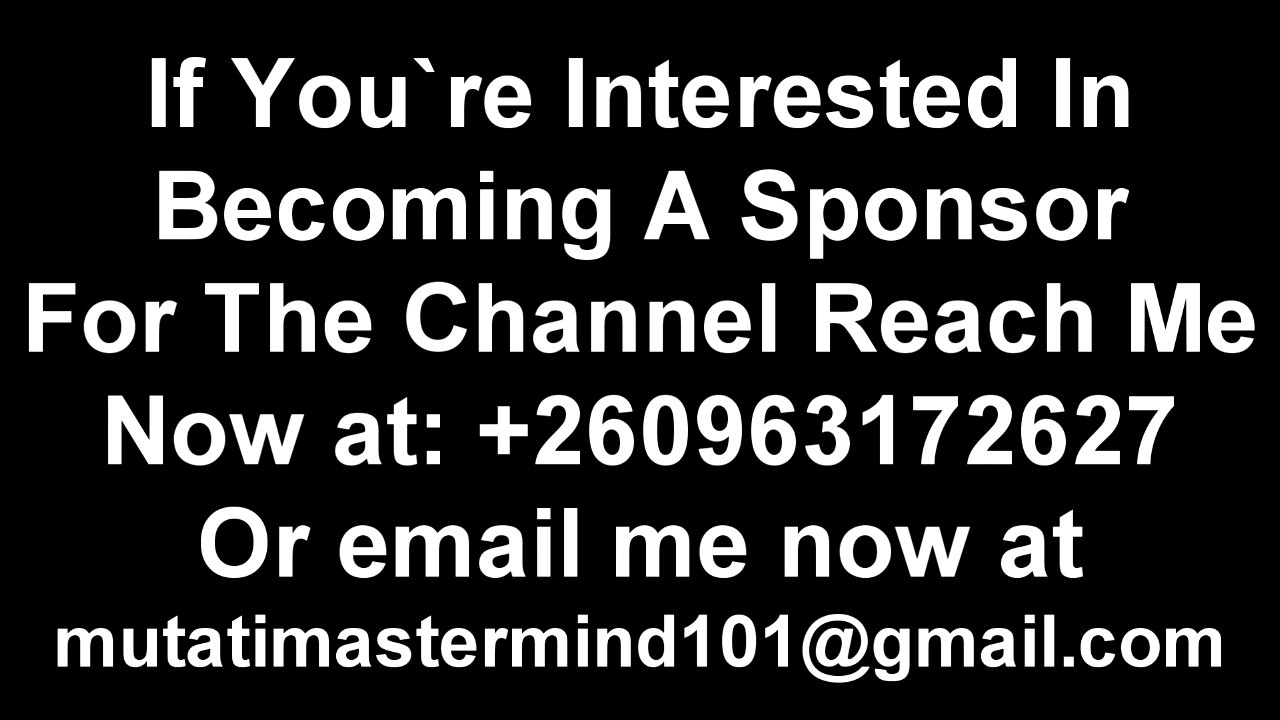 If You`re Interested In
Becoming A Sponsor
For The Channel Reach Me
Now at: +260963172627
Or email me now at
mutatimastermind101@gmail.com